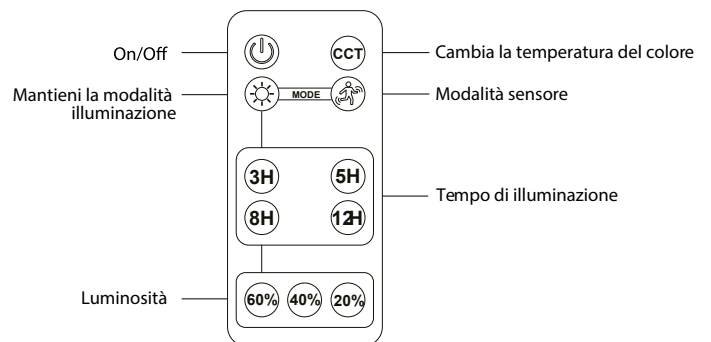 On/Off
CCT
Cambia la temperatura del colore
Mantieni la modalità
illuminazione
MODE
Modalità sensore
3H
5H
Tempo di illuminazione
8H
12H
Luminosità
60%
40%
20%